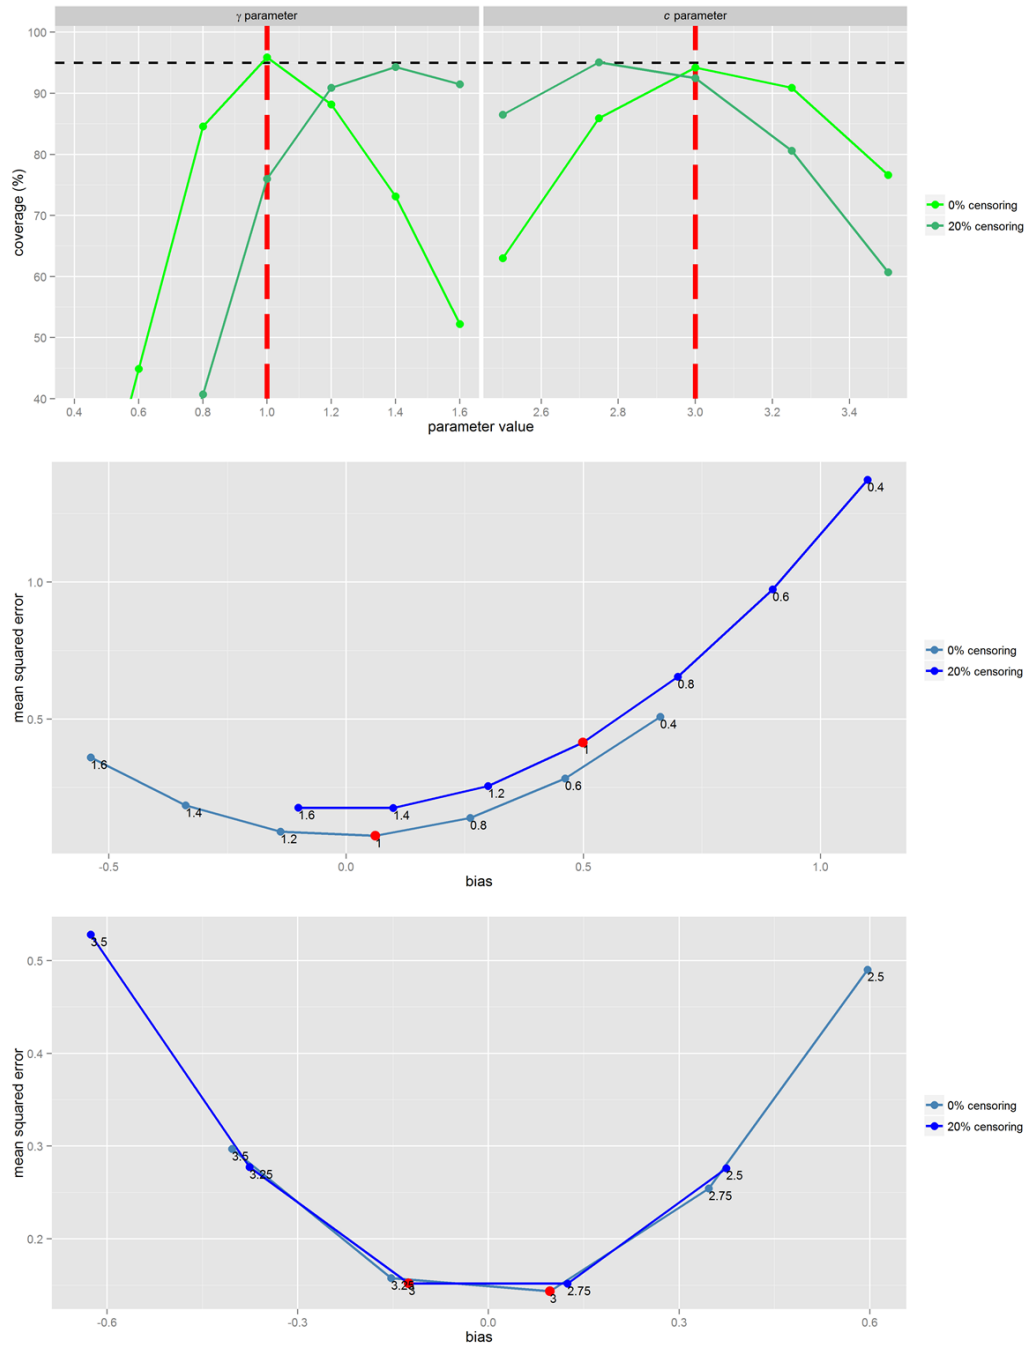 γ parameter
c parameter
100
90
80
70
60
50
40
coverage (%)
0.4 0.6 0.8 1.0 1.2 1.4 1.6
2.6 2.8 3.0 3.2 3.4
parameter value
0% censoring
20% censoring
1.0
0.5
mean squared error
0.4
0.6
0.8
1
1.2
1.4
1.6
0.4
0.6
0.8
1
1.2
1.4
1.6
-0.5 0.0 0.5 1.0
bias
0% censoring
20% censoring
0.5
0.4
0.3
0.2
mean squared error
3.5
3.5
3.25
3.25
3
3
2.75
2.75
2.5
2.5
-0.6 -0.3 0.0 0.3 0.6
bias
0% censoring
20% censoring